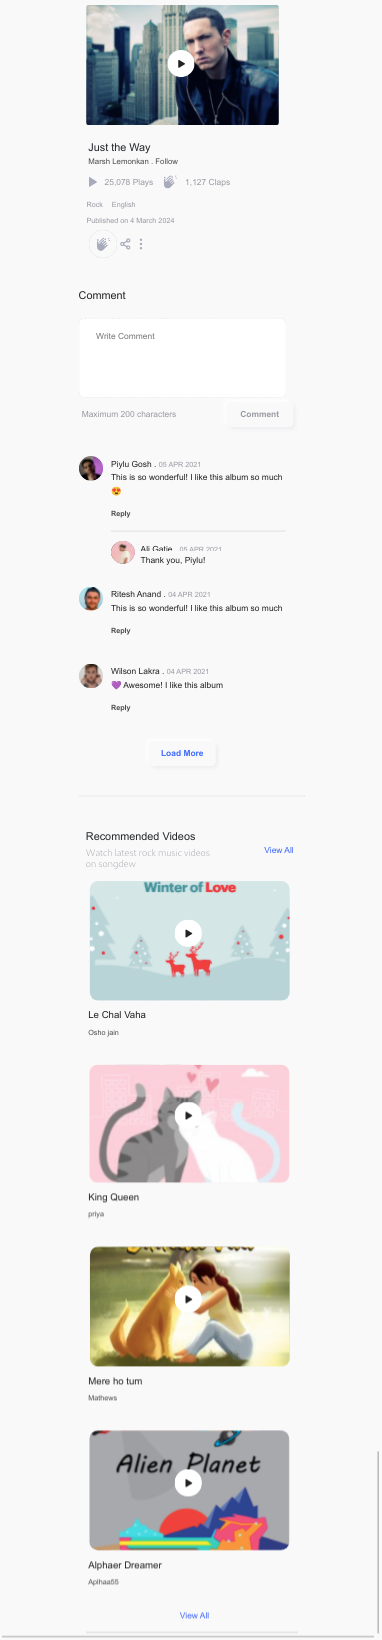 Just the Way
Marsh Lemonkan . Follow
25,078 Plays 1,127 Claps
Rock English
Published on 4 March 2024
Comment
Write Comment
Maximum 200 characters Comment
Piylu Gosh . 05 APR 2021
This is so wonderful! I like this album so much
😍
Reply
Ali Gatie . 05 APR 2021
Thank you, Piylu!
Ritesh Anand . 04 APR 2021
This is so wonderful! I like this album so much
Reply
Wilson Lakra . 04 APR 2021
💜 Awesome! I like this album
Reply
Load More
Recommended Videos
View All
Watch latest rock music videos
on songdew
Winter of Love
Le Chal Vaha
Osho jain
King Queen
priya
Mere ho tum
Mathews
Alien Planet
Alphaer Dreamer
Aplhaa55
View All